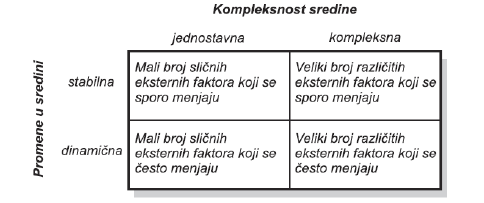 Kompleksnost sredine
jednostavna
kompleksna
Promene u sredini
stabilna
Mali broj sličnih
eksternih faktora koji se
sporo menjaju
Veliki broj različitih
eksternih faktora koji se
sporo menjaju
dinamična
Mali broj sličnih
eksternih faktora koji se
često menjaju
Veliki broj različitih
eksternih faktora koji se
često menjaju